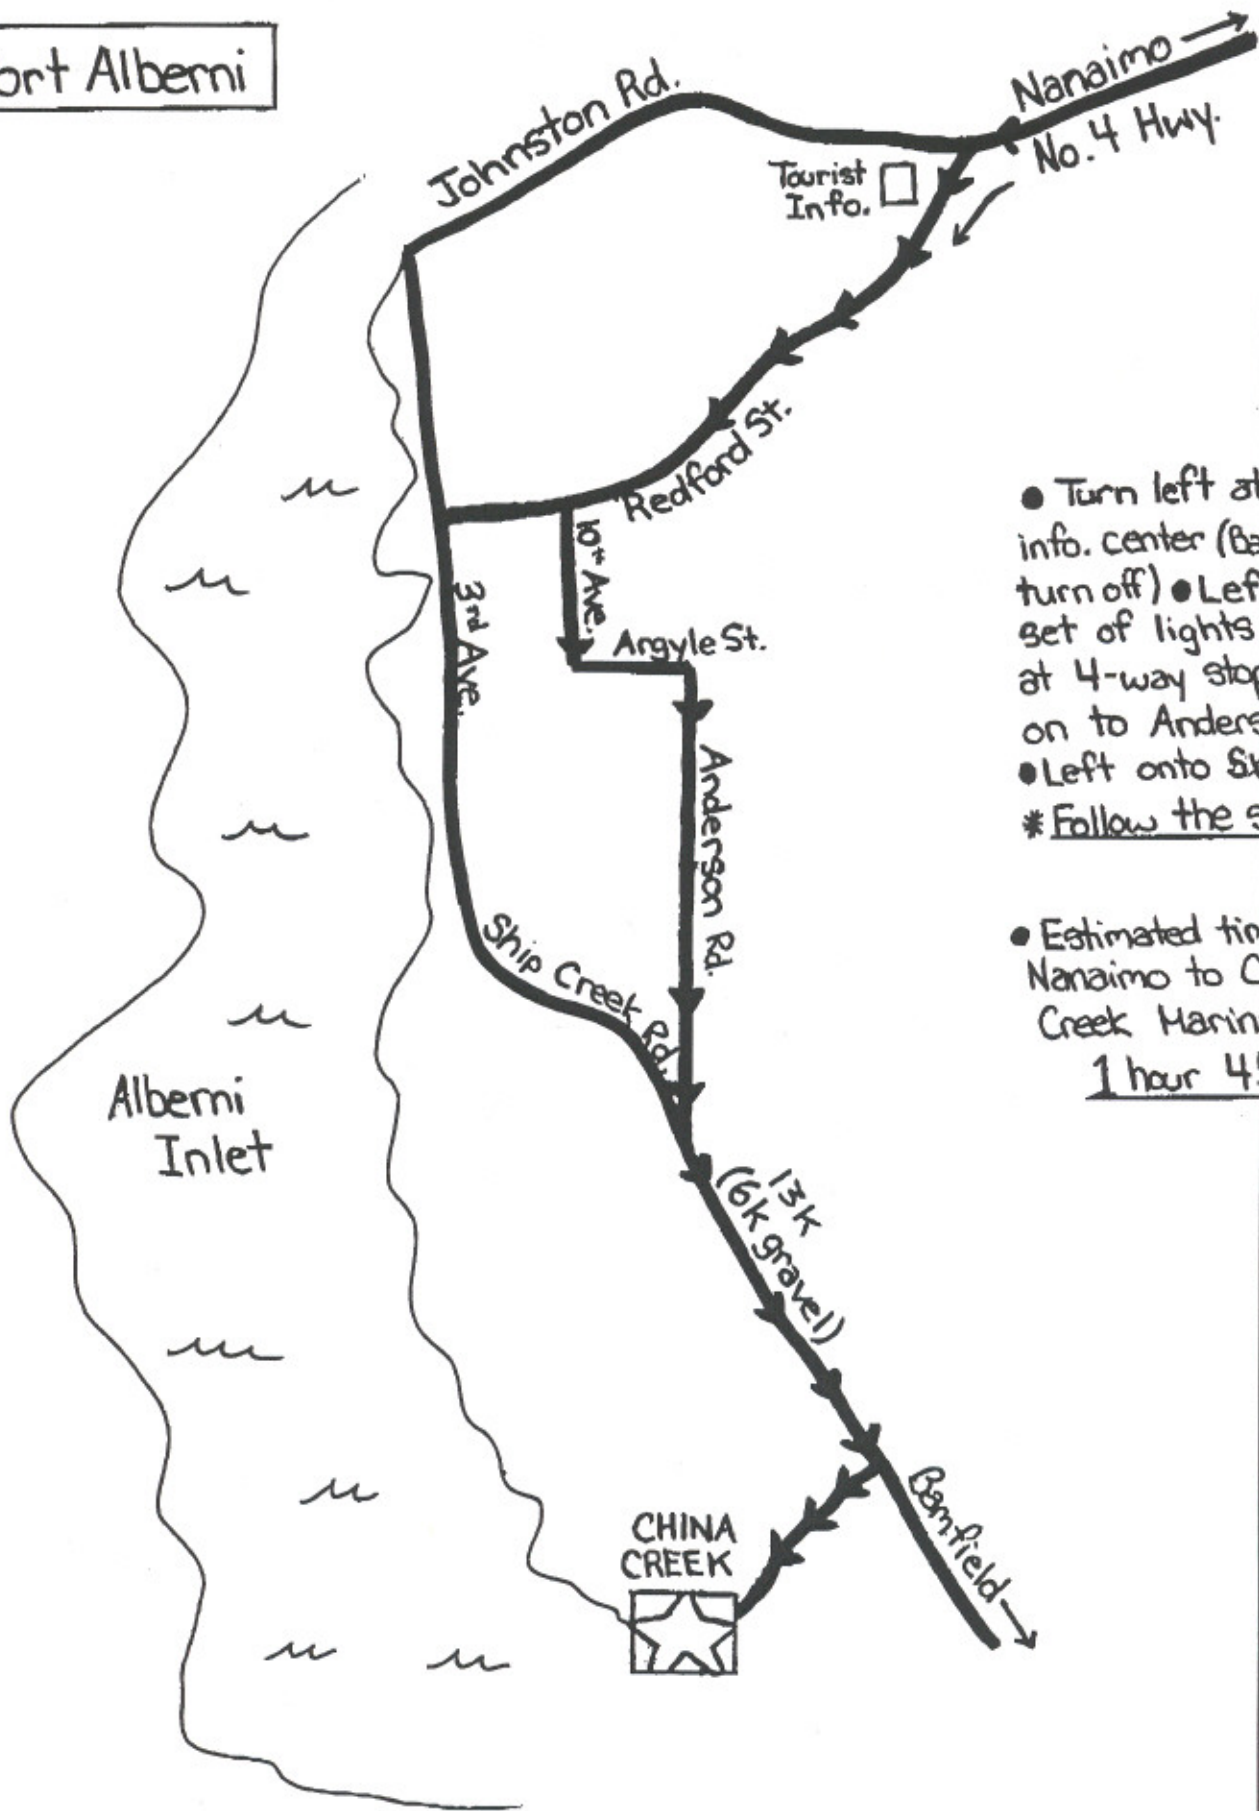 ort Alberni
Johnston Rd.
Nanaimo
No. 4 Hwy.
Tourist
Info.
Redford St.
10th Ave.
3rd Ave.
Argyle St.
Anderson Rd.
Ship Creek Rd.
Alberni
Inlet
13k
(6k gravel)
Bamfield
CHINA
CREEK
• Turn left at
info. center (Ba
turn off) • Lef
set of lights
at 4-way stop
on to Anders
• Left onto
* Follow the s
• Estimated tim
Nanaimo to C
Creek Marin
1 hour 4